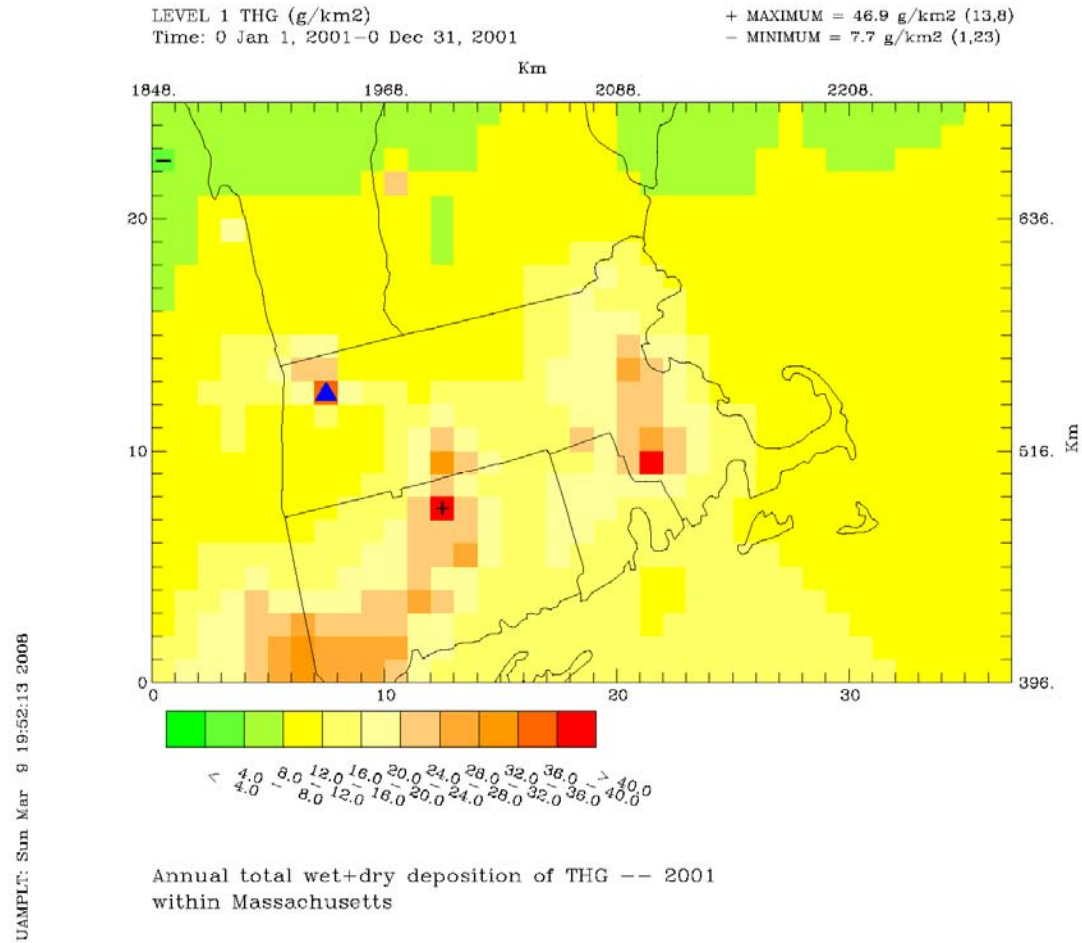 LEVEL 1 THG (g/km2)
Time: 0 Jan 1, 2001-0 Dec 31, 2001
+ MAXIMUM = 46.9 g/km2 (13,8)
- MINIMUM = 7.7 g/km2 (1,23)
Km
1848. 1968. 2088. 2208.
20 636.
10 516.
Km
0 396.
0 10 20 30
< 4.0
4.0 - 8.0
8.0 - 12.0
12.0 - 16.0
16.0 - 20.0
20.0 - 24.0
24.0 - 28.0
28.0 - 32.0
32.0 - 36.0
36.0 - 40.0
> 40.0
Annual total wet+dry deposition of THG -- 2001
within Massachusetts
UAMPLT: Sun Mar 9 19:52:13 2008